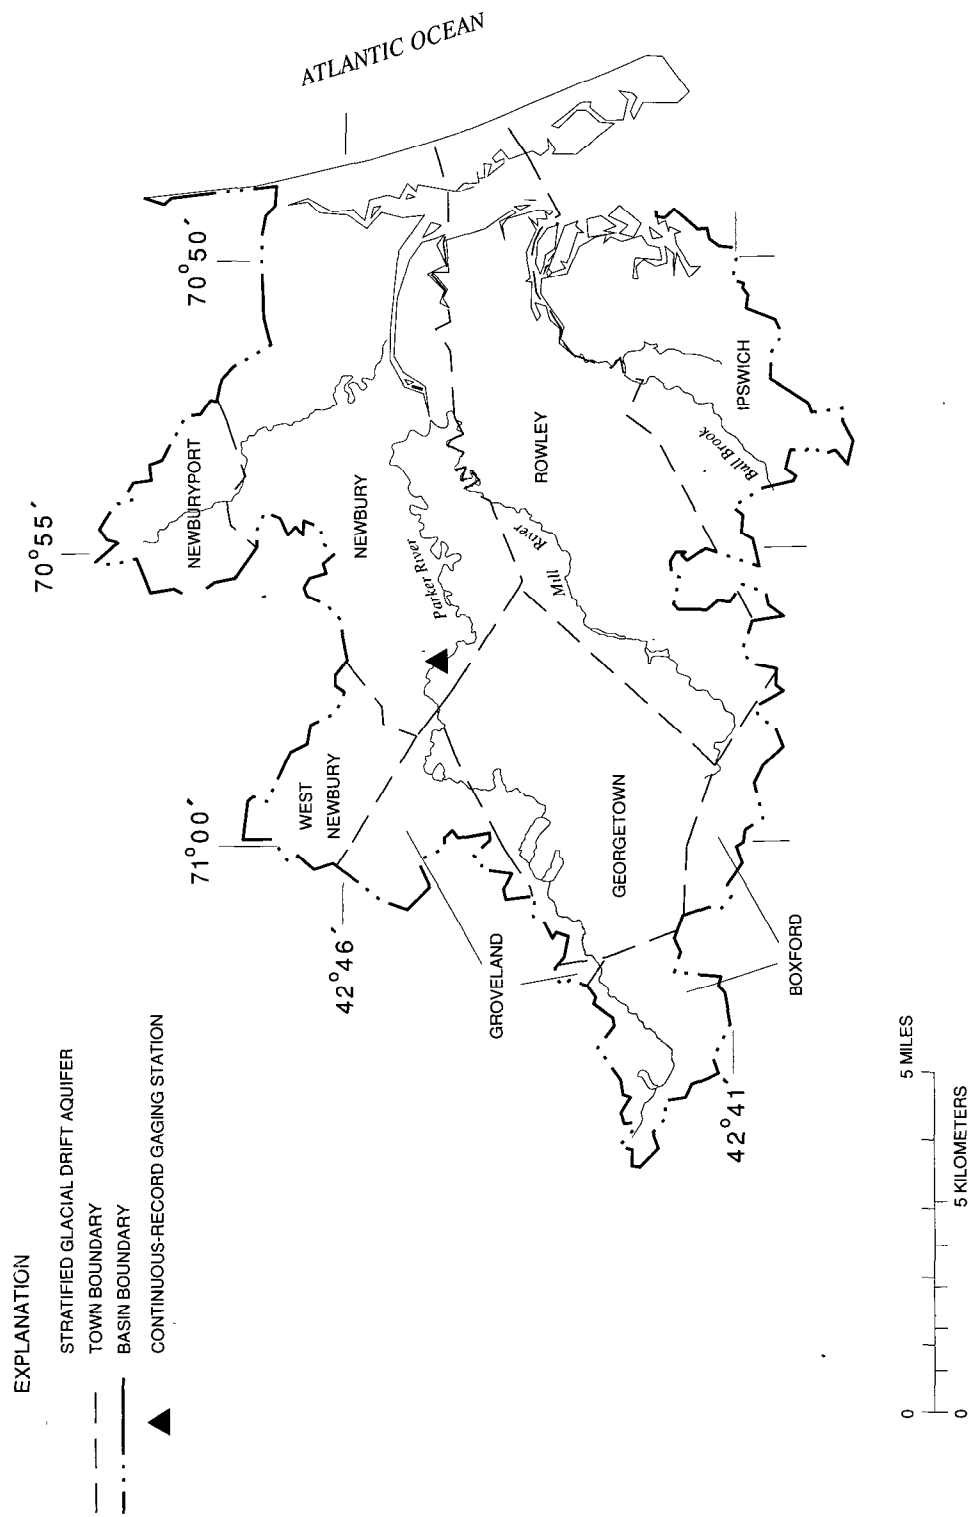 EXPLANATION
STRATIFIED GLACIAL DRIFT AQUIFER
TOWN BOUNDARY
BASIN BOUNDARY
CONTINUOUS-RECORD GAGING STATION
71°00´
70°55´
70°50´
ATLANTIC OCEAN
42°46´
42°41´
NEWBURYPORT
WEST
NEWBURY
NEWBURY
Parker River
GROVELAND
ROWLEY
Mill
River
GEORGETOWN
Bull Brook
IPSWICH
BOXFORD
0
5 MILES
0
5 KILOMETERS